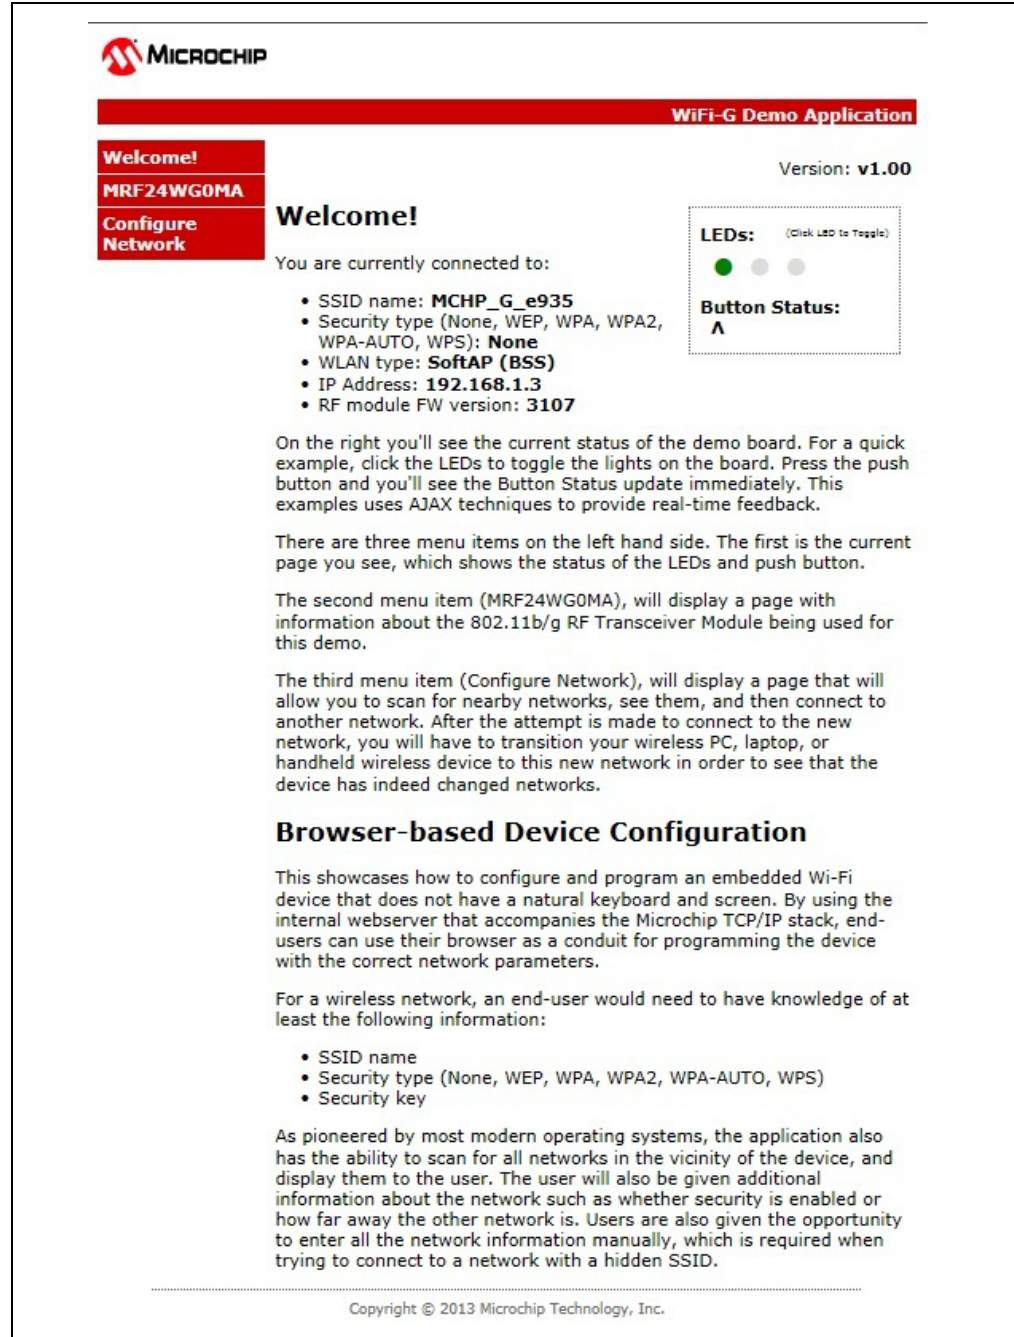 MICROCHIP
WiFi-G Demo Application
Welcome!
MRF24WG0MA
Configure
Network
Version: v1.00
Welcome!
You are currently connected to:
• SSID name: MCHP_G_e935
• Security type (None, WEP, WPA, WPA2,
WPA-AUTO, WPS): None
• WLAN type: SoftAP (BSS)
• IP Address: 192.168.1.3
• RF module FW version: 3107
LEDs: (Click LED to Toggle)
Button Status:
Λ
On the right you'll see the current status of the demo board. For a quick
example, click the LEDs to toggle the lights on the board. Press the push
button and you'll see the Button Status update immediately. This
examples uses AJAX techniques to provide real-time feedback.
There are three menu items on the left hand side. The first is the current
page you see, which shows the status of the LEDs and push button.
The second menu item (MRF24WG0MA), will display a page with
information about the 802.11b/g RF Transceiver Module being used for
this demo.
The third menu item (Configure Network), will display a page that will
allow you to scan for nearby networks, see them, and then connect to
another network. After the attempt is made to connect to the new
network, you will have to transition your wireless PC, laptop, or
handheld wireless device to this new network in order to see that the
device has indeed changed networks.
Browser-based Device Configuration
This showcases how to configure and program an embedded Wi-Fi
device that does not have a natural keyboard and screen. By using the
internal webserver that accompanies the Microchip TCP/IP stack, end-
users can use their browser as a conduit for programming the device
with the correct network parameters.
For a wireless network, an end-user would need to have knowledge of at
least the following information:
• SSID name
• Security type (None, WEP, WPA, WPA2, WPA-AUTO, WPS)
• Security key
As pioneered by most modern operating systems, the application also
has the ability to scan for all networks in the vicinity of the device, and
display them to the user. The user will also be given additional
information about the network such as whether security is enabled or
how far away the other network is. Users are also given the opportunity
to enter all the network information manually, which is required when
trying to connect to a network with a hidden SSID.
Copyright © 2013 Microchip Technology, Inc.